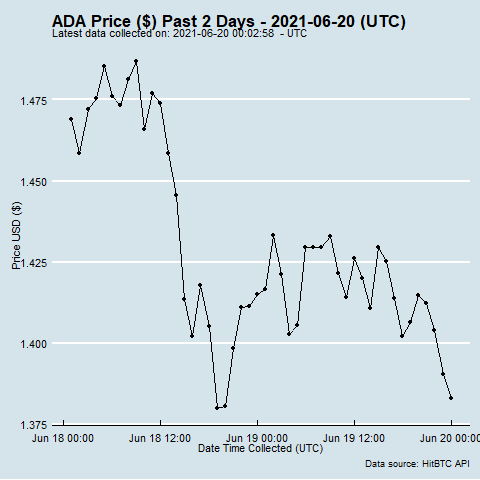 ADA Price ($) Past 2 Days - 2021-06-20 (UTC)
Latest data collected on: 2021-06-20 00:02:58 - UTC
1.475
1.450
1.425
1.400
1.375
Price USD ($)
Jun 18 00:00 Jun 18 12:00 Jun 19 00:00 Jun 19 12:00 Jun 20 00:00
Date Time Collected (UTC)
Data source: HitBTC API